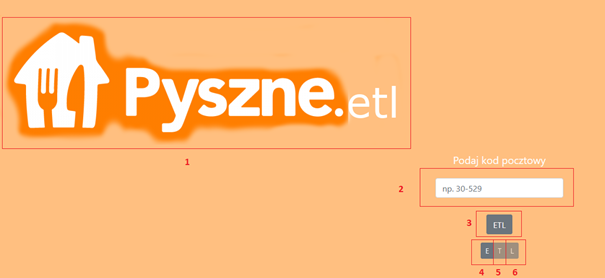 Pyszne.etl
1
Podaj kod pocztowy
2
np. 30-529
3
ETL
E T L
4 5 6